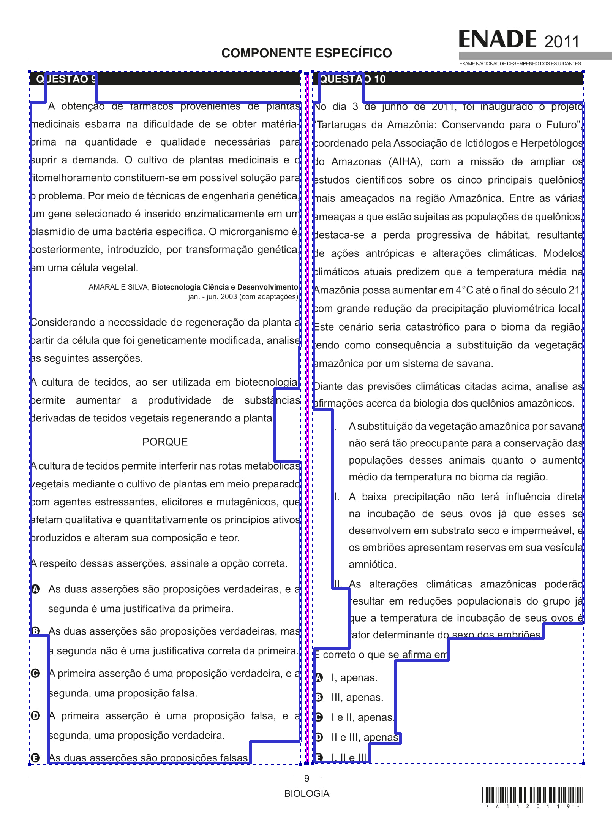 ENADE 2011
EXAME NACIONAL DE DESEMPENHO DOS ESTUDANTES
COMPONENTE ESPECÍFICO
QUESTÃO 9
A obtenção de fármacos provenientes de plantas
medicinais esbarra na dificuldade de se obter matéria-
prima na quantidade e qualidade necessárias para
suprir a demanda. O cultivo de plantas medicinais e o
fitomelhoramento constituem-se em possível solução para
o problema. Por meio de técnicas de engenharia genética,
um gene selecionado é inserido enzimaticamente em um
plasmídio de uma bactéria específica. O microrganismo é,
posteriormente, introduzido, por transformação genética,
em uma célula vegetal.
AMARAL E SILVA, Biotecnologia Ciência e Desenvolvimento,
jan. - jun. 2003 (com adaptações)
Considerando a necessidade de regeneração da planta a
partir da célula que foi geneticamente modificada, analise
as seguintes asserções.
A cultura de tecidos, ao ser utilizada em biotecnologia,
permite aumentar a produtividade de substâncias
derivadas de tecidos vegetais regenerando a planta.
PORQUE
A cultura de tecidos permite interferir nas rotas metabólicas
vegetais mediante o cultivo de plantas em meio preparado
com agentes estressantes, elicitores e mutagênicos, que
afetam qualitativa e quantitativamente os princípios ativos
produzidos e alteram sua composição e teor.
A respeito dessas asserções, assinale a opção correta.
A As duas asserções são proposições verdadeiras, e a
segunda é uma justificativa da primeira.
B As duas asserções são proposições verdadeiras, mas
a segunda não é uma justificativa correta da primeira.
C A primeira asserção é uma proposição verdadeira, e a
segunda, uma proposição falsa.
D A primeira asserção é uma proposição falsa, e a
segunda, uma proposição verdadeira.
E As duas asserções são proposições falsas.
QUESTÃO 10
No dia 3 de junho de 2011, foi inaugurado o projeto
"Tartarugas da Amazônia: Conservando para o Futuro",
coordenado pela Associação de Ictiólogos e Herpetólogos
do Amazonas (AIHA), com a missão de ampliar os
estudos científicos sobre os cinco principais quelônios
mais ameaçados na região Amazônica. Entre as várias
ameaças a que estão sujeitas as populações de quelônios,
destaca-se a perda progressiva de hábitat, resultante
de ações antrópicas e alterações climáticas. Modelos
climáticos atuais predizem que a temperatura média na
Amazônia possa aumentar em 4°C até o final do século 21,
com grande redução da precipitação pluviométrica local.
Este cenário seria catastrófico para o bioma da região,
tendo como consequência a substituição da vegetação
amazônica por um sistema de savana.
Diante das previsões climáticas citadas acima, analise as
afirmações acerca da biologia dos quelônios amazônicos.
I. A substituição da vegetação amazônica por savana
não será tão preocupante para a conservação das
populações desses animais quanto o aumento
médio da temperatura no bioma da região.
II. A baixa precipitação não terá influência direta
na incubação de seus ovos já que esses se
desenvolvem em substrato seco e impermeável, e
os embriões apresentam reservas em sua vesícula
amniótica.
III. As alterações climáticas amazônicas poderão
resultar em reduções populacionais do grupo já
que a temperatura de incubação de seus ovos é
fator determinante do sexo dos embriões.
É correto o que se afirma em
A I, apenas.
B III, apenas.
C I e II, apenas.
D II e III, apenas.
E I, II e III.
9
BIOLOGIA